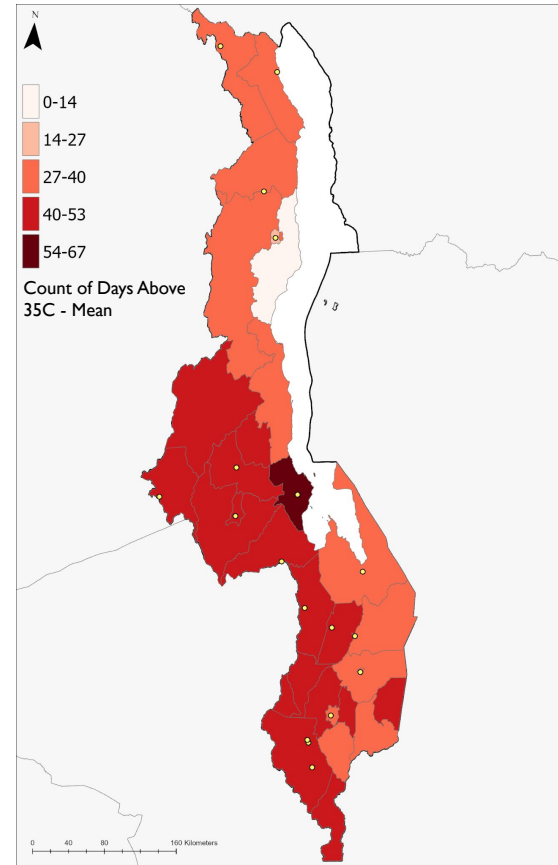 N
0-14
14-27
27-40
40-53
54-67
Count of Days Above
35C - Mean
0 40 80 160 Kilometers